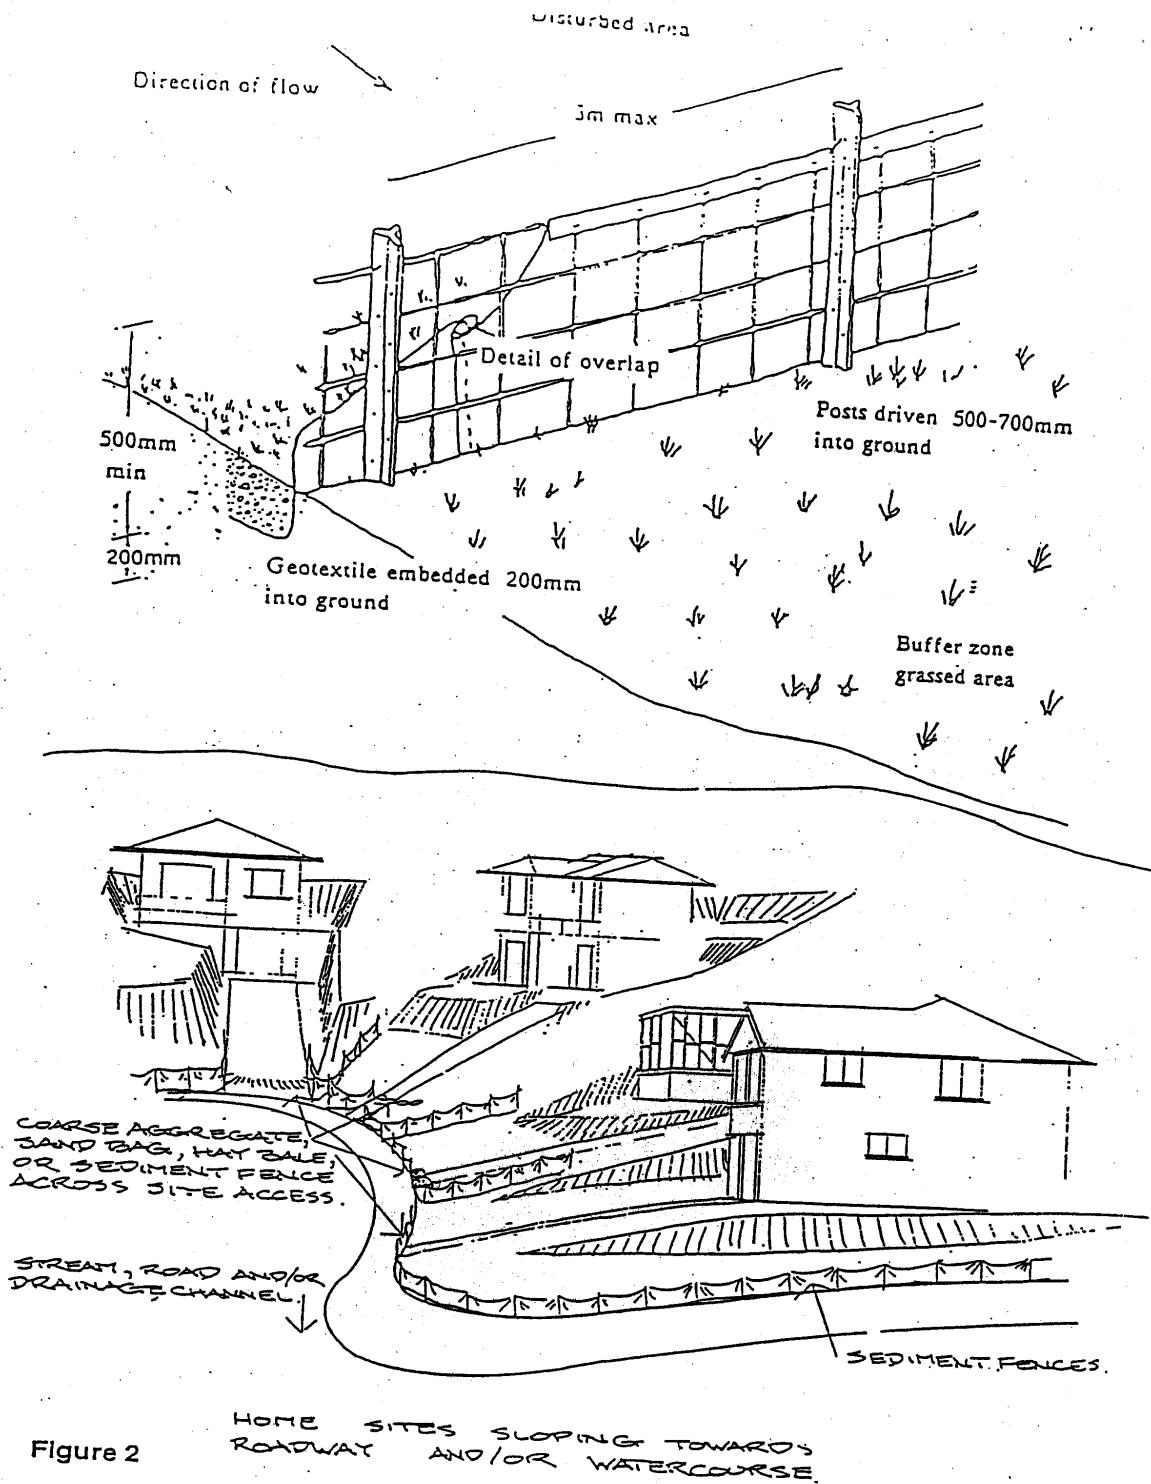 Disturbed area
Direction of flow
3m max
Detail of overlap
Posts driven 500-700mm
into ground
500mm
min
200mm
Geotextile embedded 200mm
into ground
Buffer zone
grassed area
COARSE AGGREGATE,
SAND BAG, HAY BALE,
OR SEDIMENT FENCE
ACROSS SITE ACCESS.
STREAM, ROAD AND/OR
DRAINAGE CHANNEL.
SEDIMENT FENCES.
HOME SITES SLOPING TOWARDS
ROADWAY AND/OR WATERCOURSE.
Figure 2